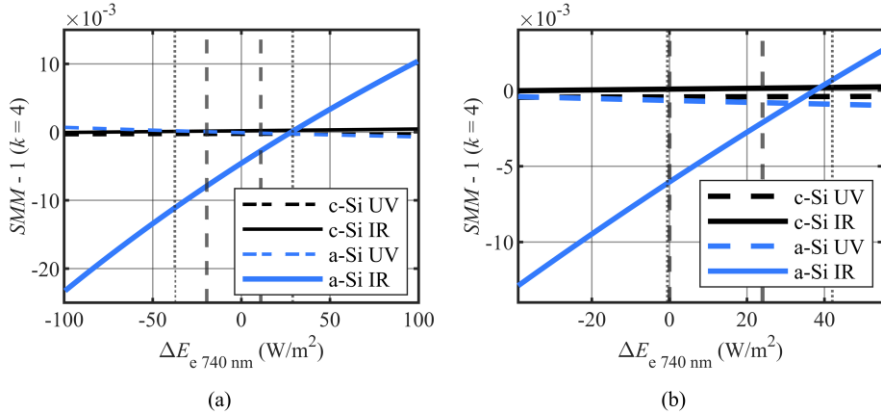 ×10⁻³
10
0
-10
-20
SMM - 1 (k = 4)
c-Si UV
c-Si IR
a-Si UV
a-Si IR
-100 -50 0 50 100
ΔEₑ ₇₄₀ ₙₘ (W/m²)
(a)
×10⁻³
0
-5
-10
SMM - 1 (k = 4)
c-Si UV
c-Si IR
a-Si UV
a-Si IR
-20 0 20 40
ΔEₑ ₇₄₀ ₙₘ (W/m²)
(b)